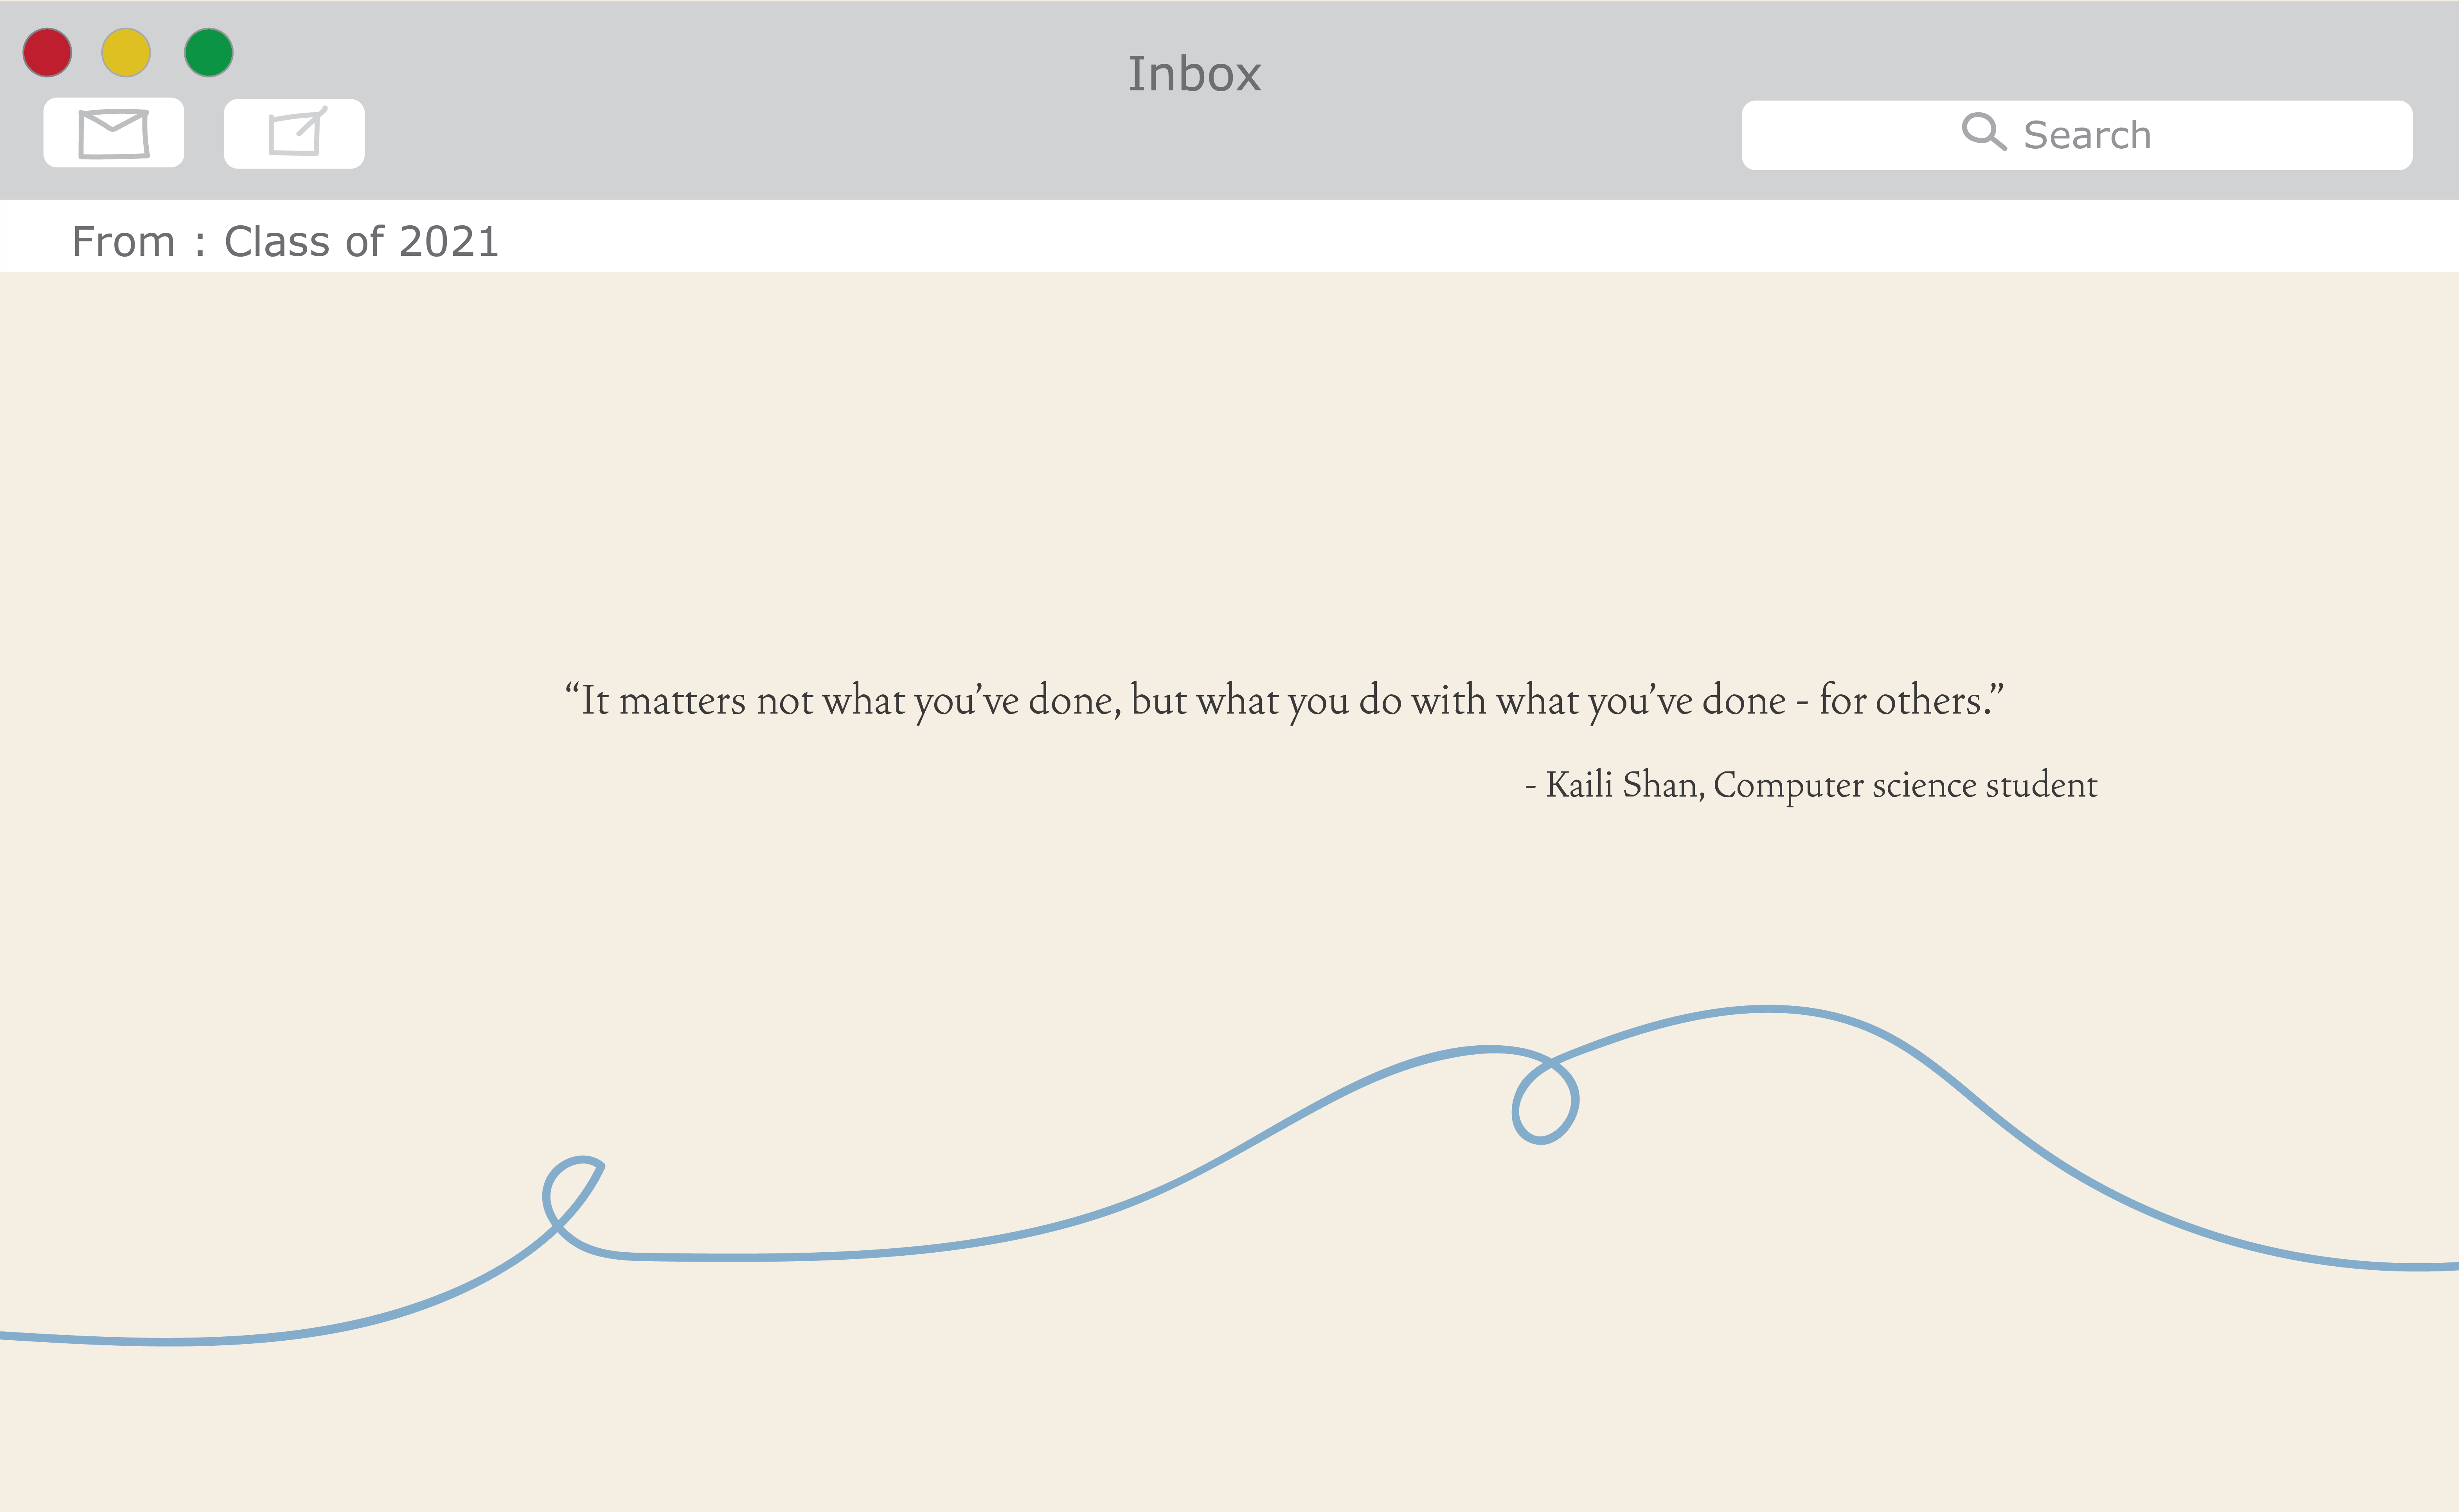 Inbox
Search
From : Class of 2021
“It matters not what you’ve done, but what you do with what you’ve done - for others.”
- Kaili Shan, Computer science student